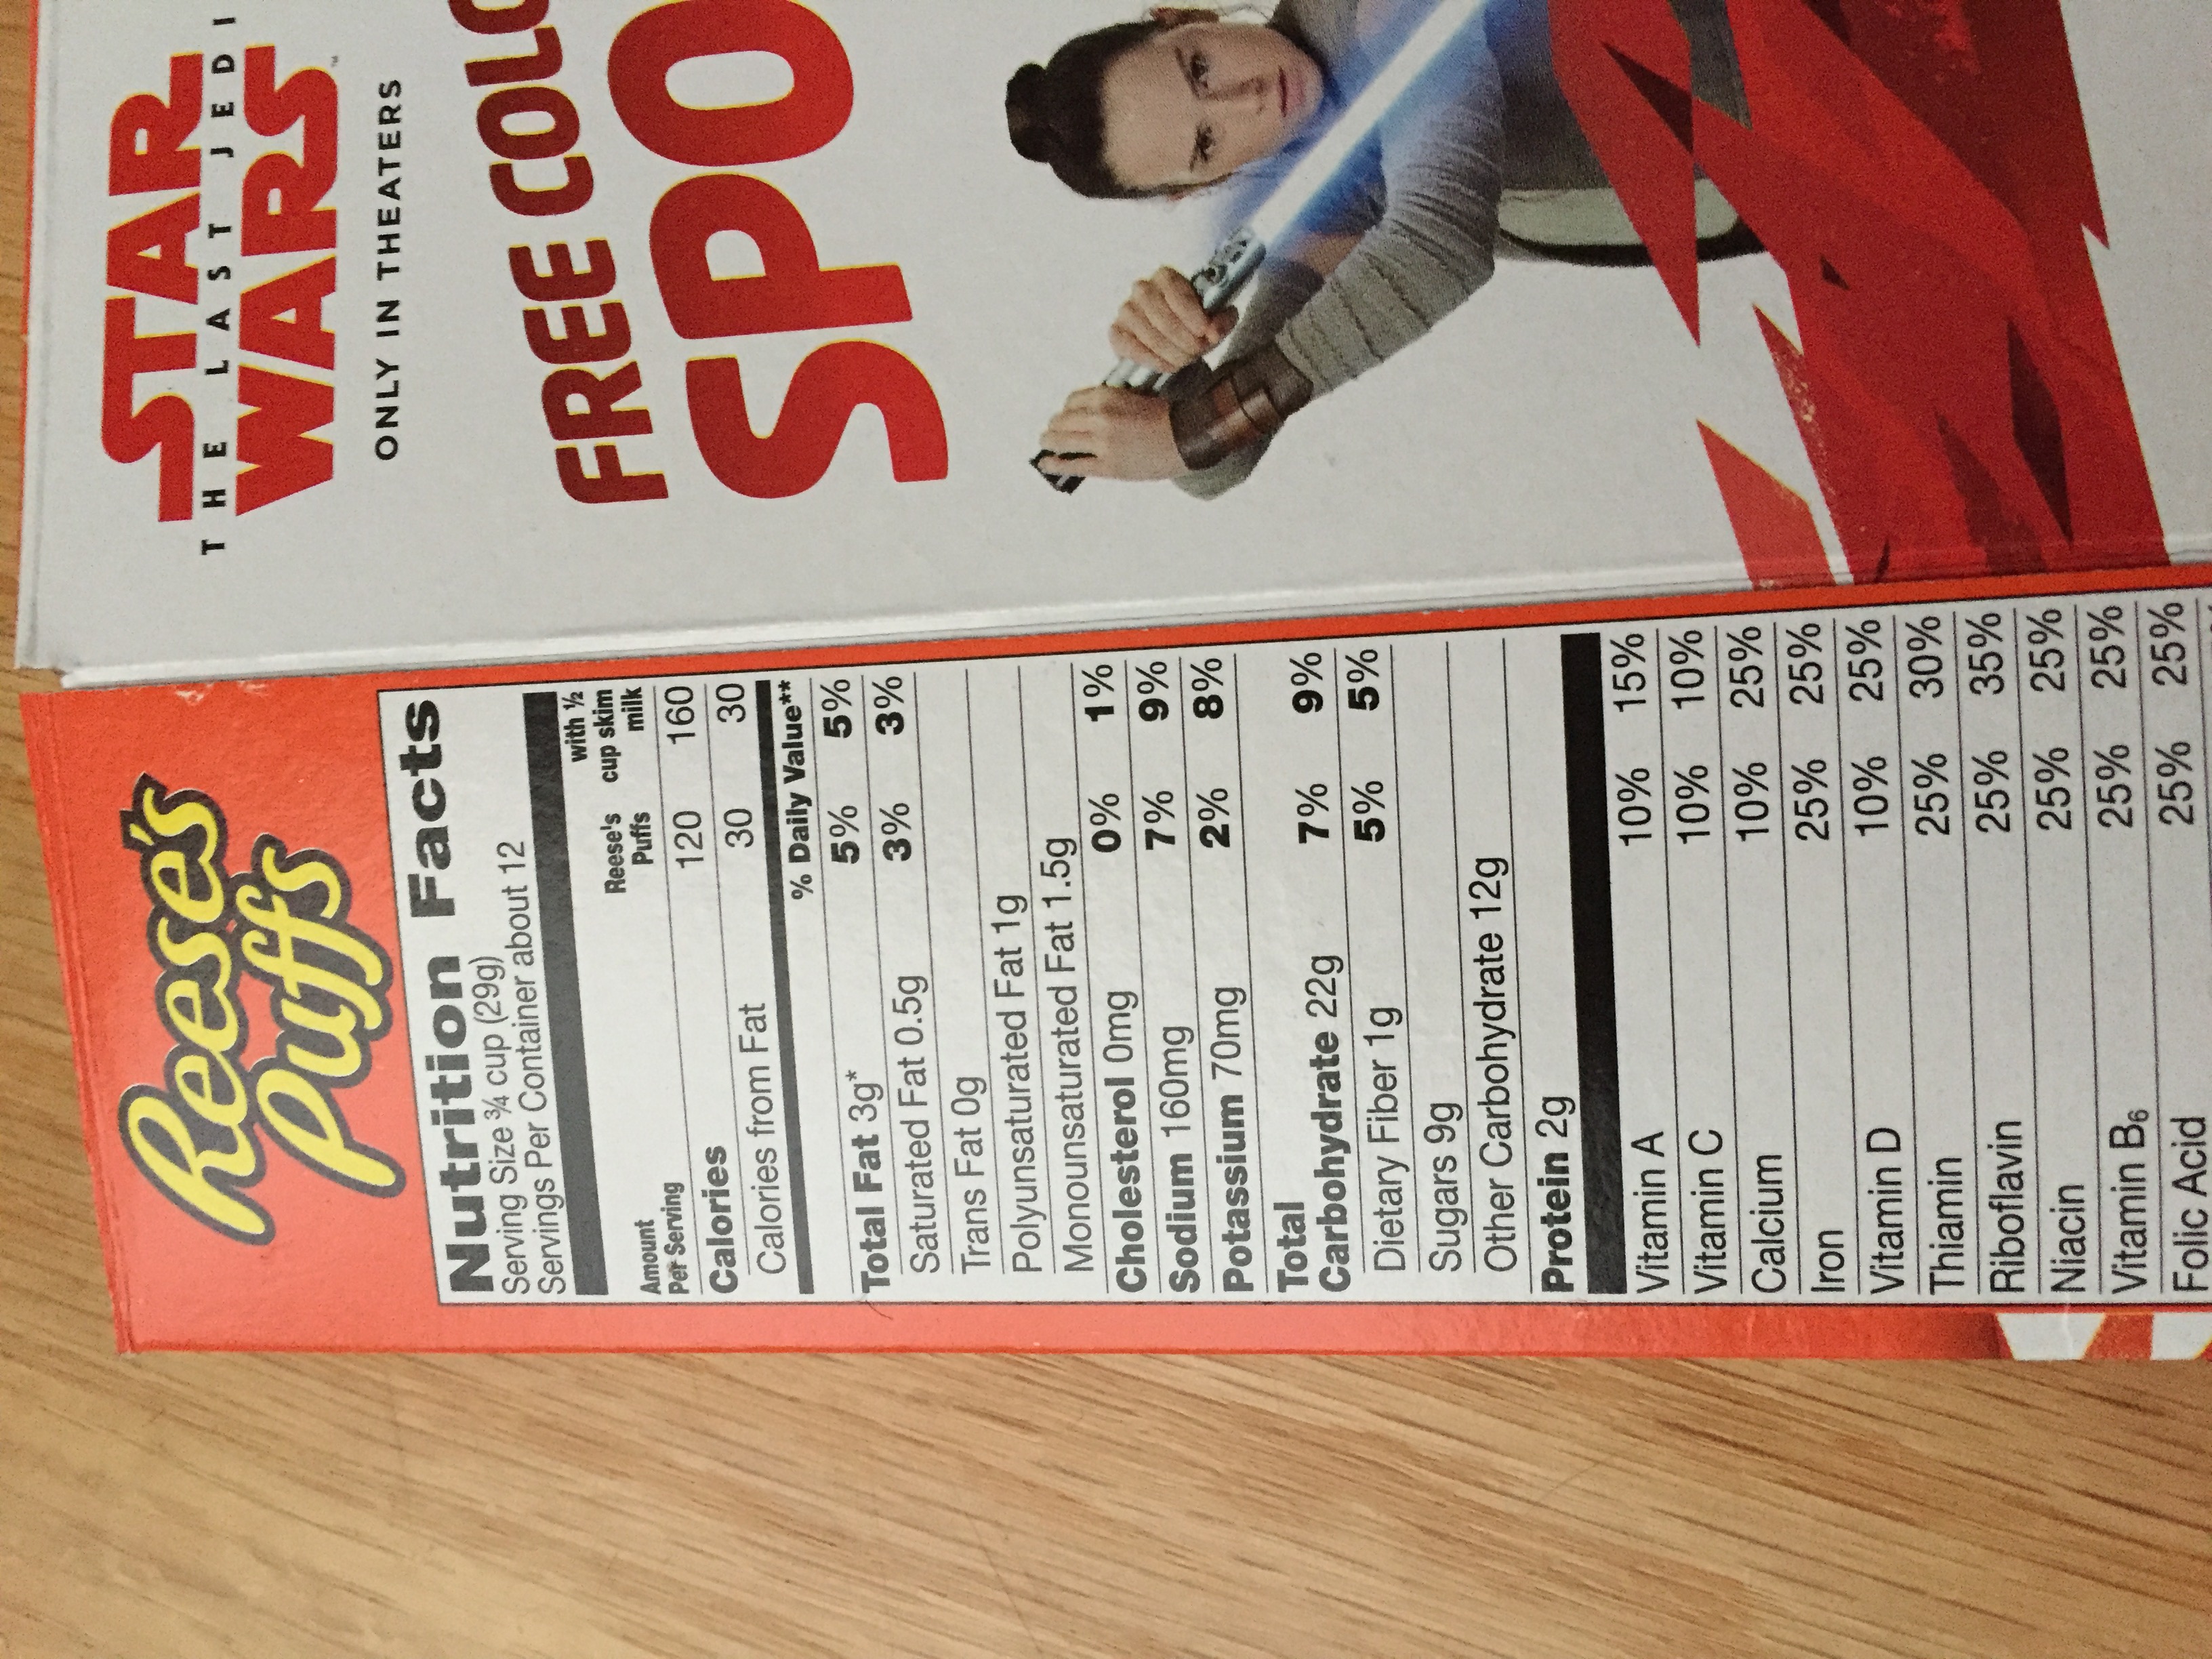 Reese's
Puffs
Nutrition Facts
Serving Size ¾ cup (29g)
Servings Per Container about 12
Amount
Per Serving
Reese's
Puffs
with ½
cup skim
milk
Calories 120 160
Calories from Fat 30 30
% Daily Value**
Total Fat 3g* 5% 5%
Saturated Fat 0.5g 3% 3%
Trans Fat 0g
Polyunsaturated Fat 1g
Monounsaturated Fat 1.5g
Cholesterol 0mg 0% 1%
Sodium 160mg 7% 9%
Potassium 70mg 2% 8%
Total
Carbohydrate 22g 7% 9%
Dietary Fiber 1g 5% 5%
Sugars 9g
Other Carbohydrate 12g
Protein 2g
Vitamin A 10% 15%
Vitamin C 10% 10%
Calcium 10% 25%
Iron 25% 25%
Vitamin D 10% 25%
Thiamin 25% 30%
Riboflavin 25% 35%
Niacin 25% 25%
Vitamin B6 25% 25%
Folic Acid 25% 25%
STAR
THE LAST JEDI
WARS™
ONLY IN THEATERS
FREE COLO
SPO